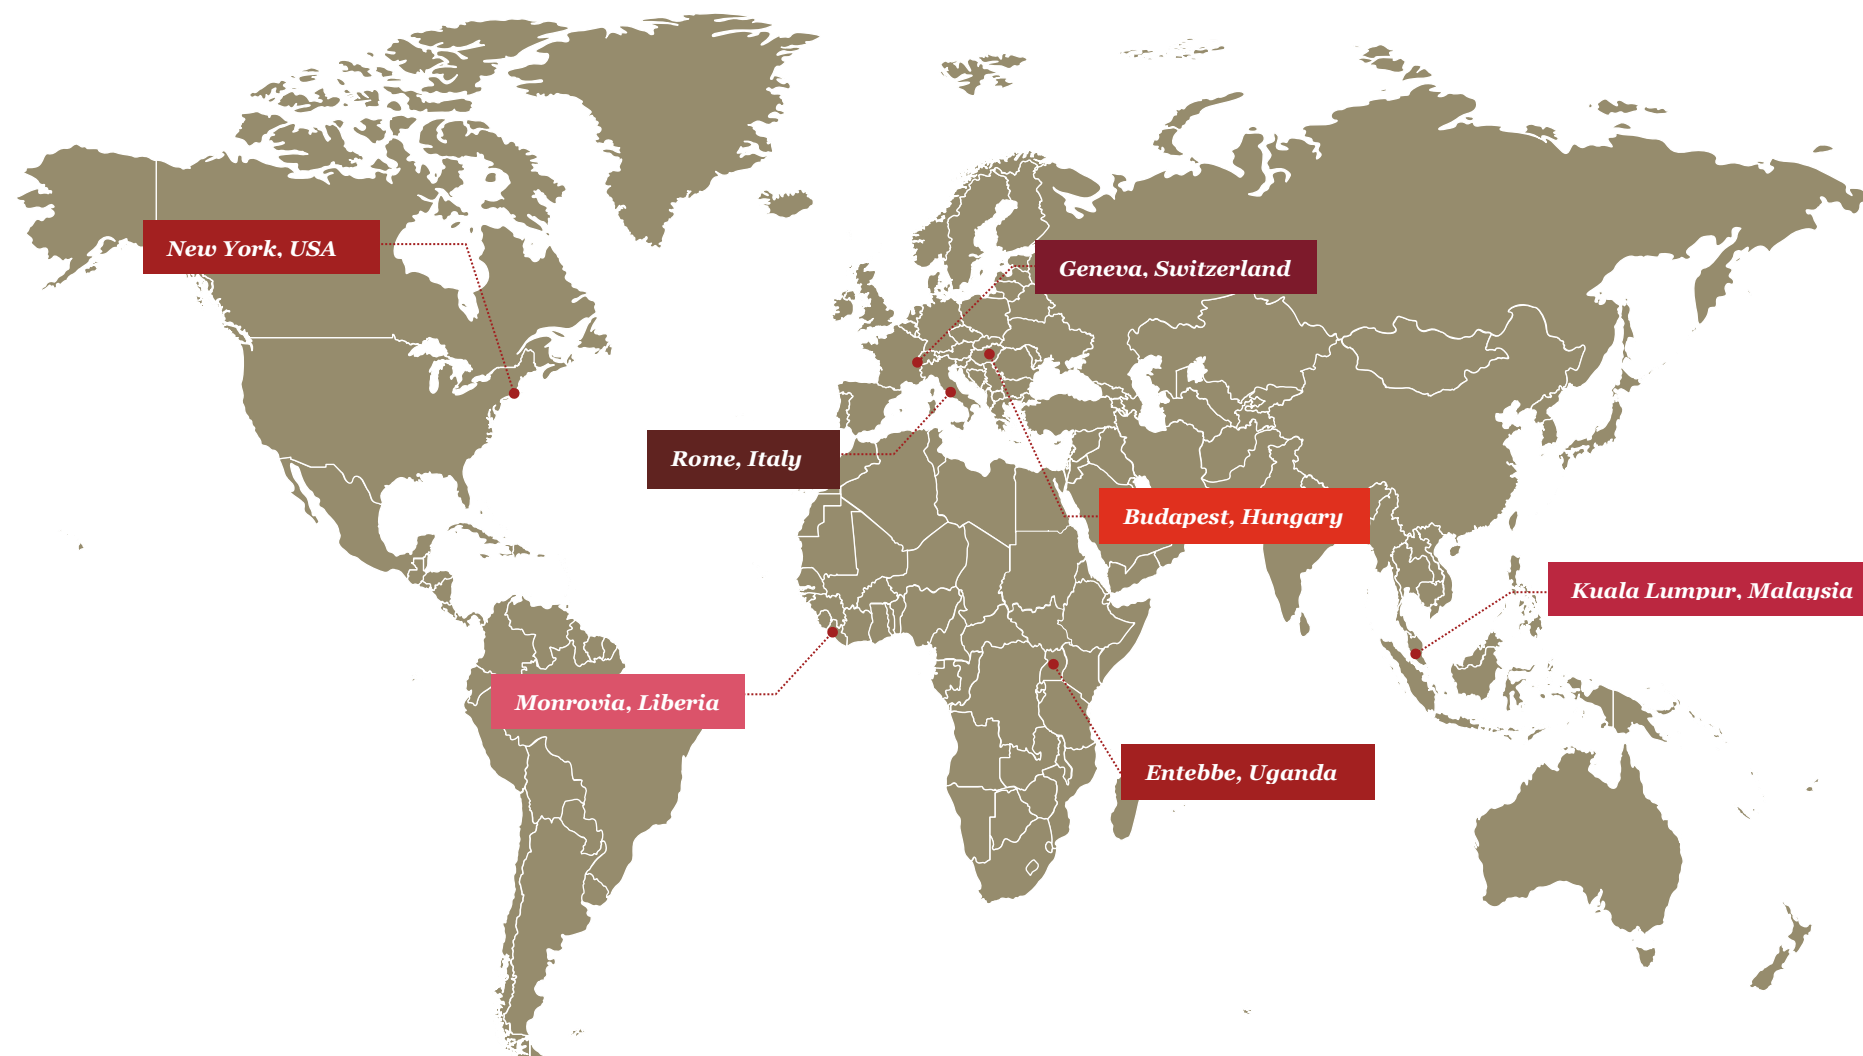 New York, USA
Geneva, Switzerland
Rome, Italy
Budapest, Hungary
Kuala Lumpur, Malaysia
Monrovia, Liberia
Entebbe, Uganda